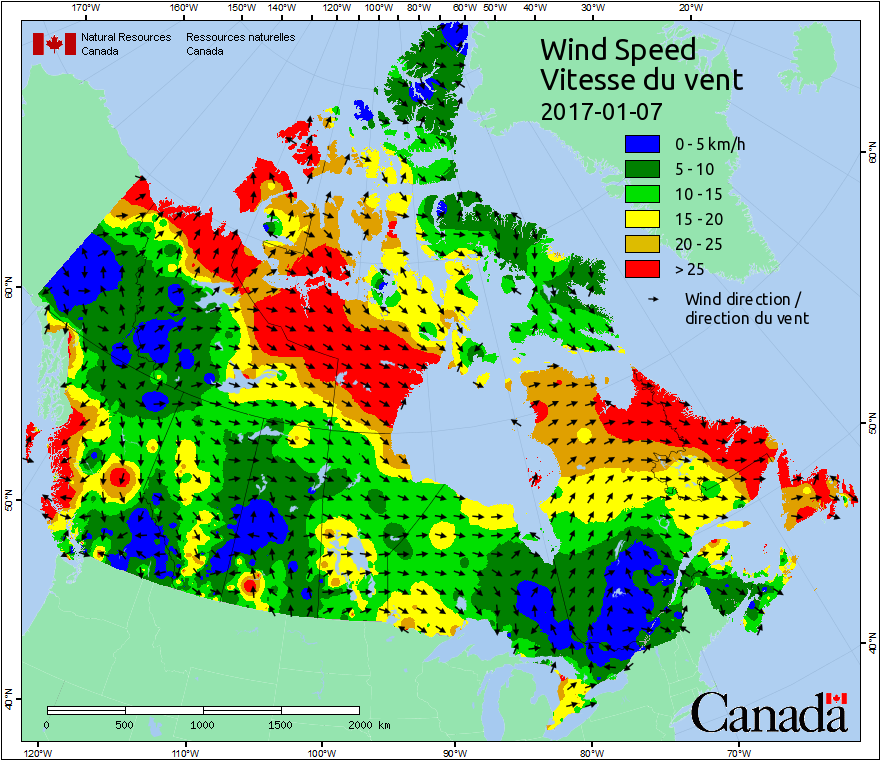 170°W 160°W 150°W 140°W 120°W 100°W 80°W 60°W 50°W 40°W 30°W 20°W
Natural Resources Canada
Ressources naturelles Canada
Wind Speed
Vitesse du vent
2017-01-07
0 - 5 km/h
5 - 10
10 - 15
15 - 20
20 - 25
> 25
Wind direction /
direction du vent
60°N
50°N
40°N
60°N
50°N
40°N
0 500 1000 1500 2000 km
Canada
120°W 110°W 100°W 90°W 80°W 70°W